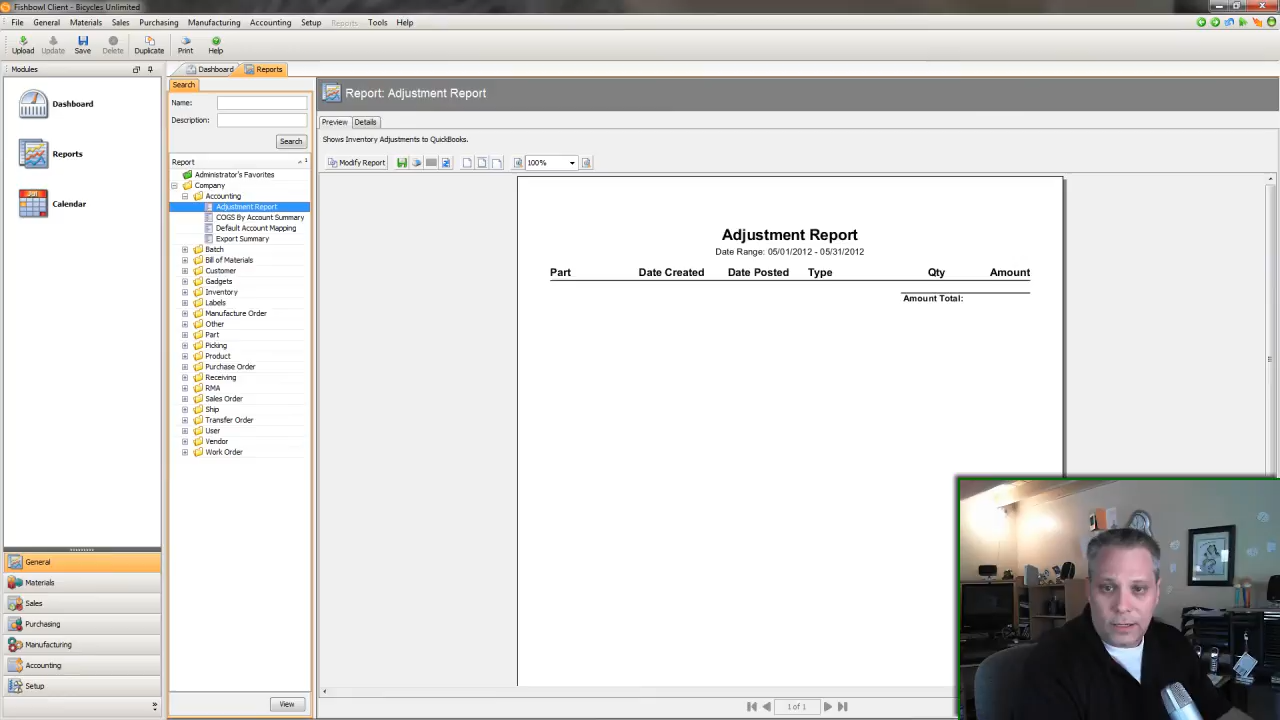 Fishbowl Client - Bicycles Unlimited
File General Materials Sales Purchasing Manufacturing Accounting Setup Reports Tools Help
Upload Update Save Delete Duplicate Print Help
Modules
Dashboard
Reports
Calendar
General
Materials
Sales
Purchasing
Manufacturing
Accounting
Setup
Dashboard Reports
Search
Name:
Description:
Search
Report 1
Administrator's Favorites
Company
Accounting
Adjustment Report
COGS By Account Summary
Default Account Mapping
Export Summary
Batch
Bill of Materials
Customer
Gadgets
Inventory
Labels
Manufacture Order
Other
Part
Picking
Product
Purchase Order
Receiving
RMA
Sales Order
Ship
Transfer Order
User
Vendor
Work Order
View
Report: Adjustment Report
Preview Details
Shows Inventory Adjustments to QuickBooks.
Modify Report 100%
Adjustment Report
Date Range: 05/01/2012 - 05/31/2012
Part Date Created Date Posted Type Qty Amount
Amount Total:
1 of 1